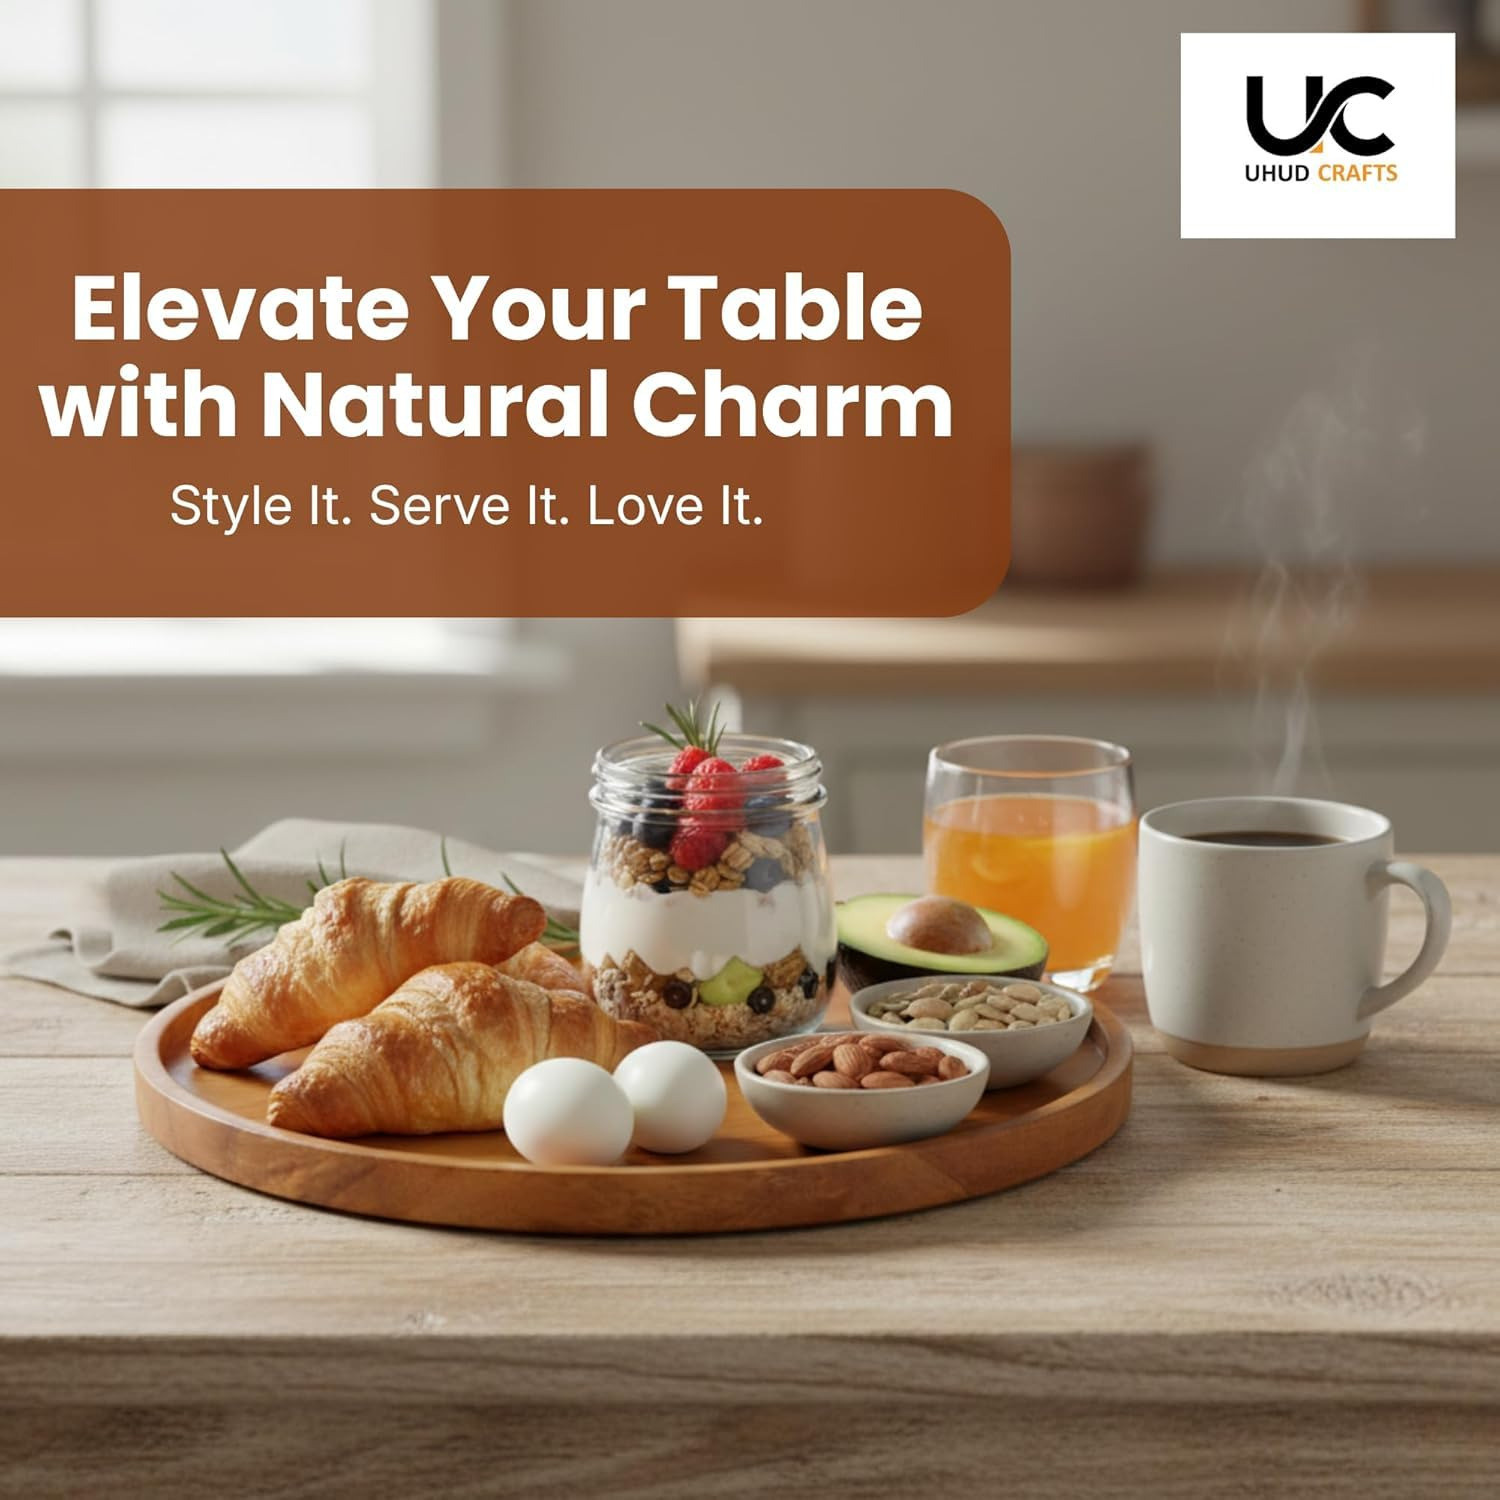 UC
UHUD CRAFTS
Elevate Your Table
with Natural Charm
Style It. Serve It. Love It.